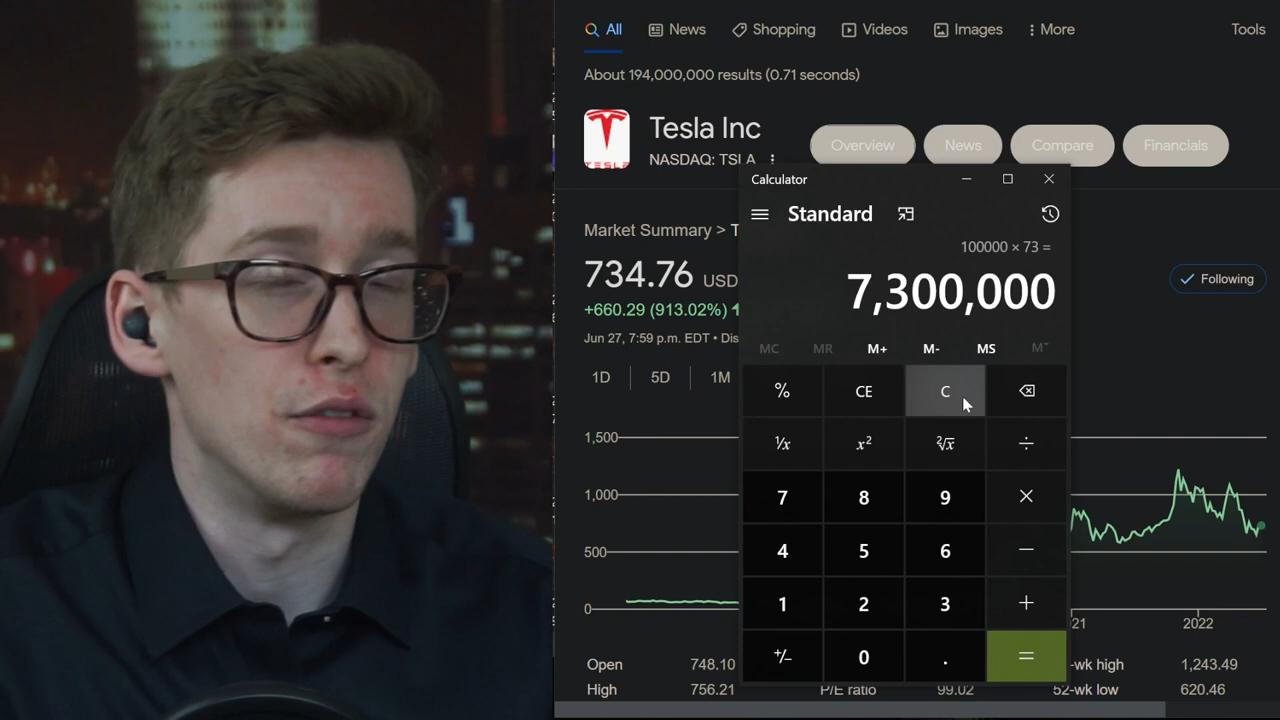 All News Shopping Videos Images More Tools
About 194,000,000 results (0.71 seconds)
TESLA
Tesla Inc
NASDAQ: TSLA
Overview News Compare Financials
Calculator
Standard
Market Summary > T
100000 × 73 =
7,300,000
734.76 USD
Following
+660.29 (913.02%)
Jun 27, 7:59 p.m. EDT • Dis
MC MR M+ M- MS M˅
1D 5D 1M
% CE C
1,500
¹/x x² ²√x ÷
1,000
7 8 9 ×
500
4 5 6 −
0
1 2 3 +
21 2022
+/− 0 . =
Open 748.10 -wk high 1,243.49
High 756.21 P/E ratio 99.02 52-wk low 620.46